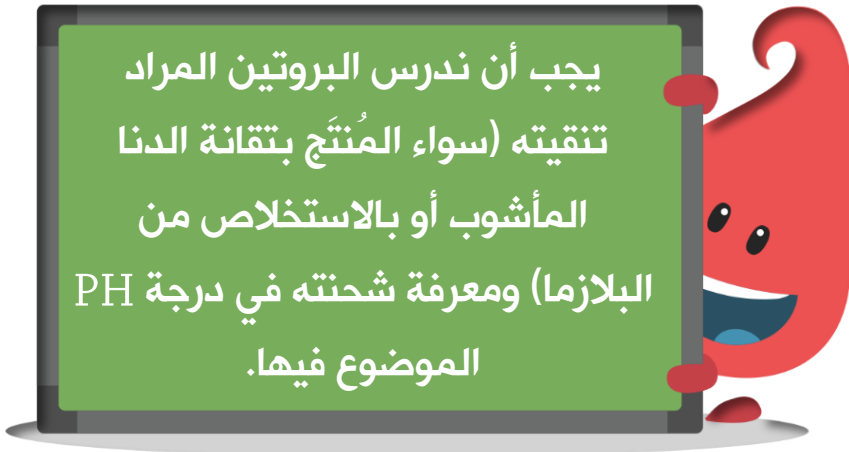 يجب أن ندرس البروتين المراد
تنقيته (سواء المُنتَج بتقانة الدنا
المأشوب أو بالاستخلاص من
البلازما) ومعرفة شحنته في درجة PH
الموضوع فيها.